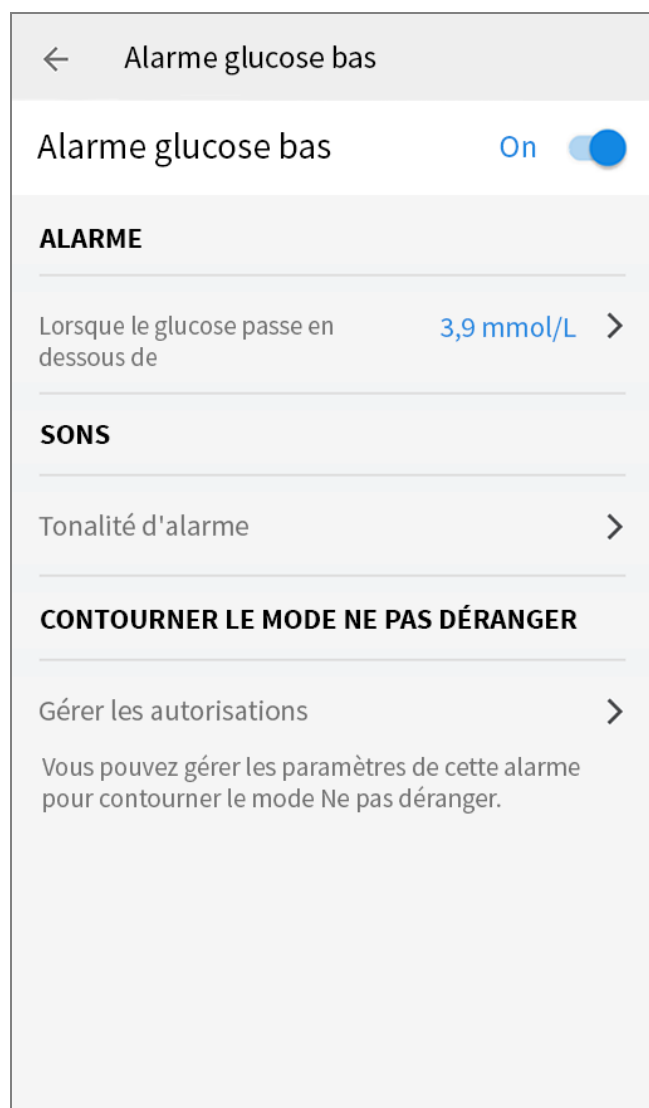 Alarme glucose bas
Alarme glucose bas On
ALARME
Lorsque le glucose passe en
dessous de
3,9 mmol/L
SONS
Tonalité d'alarme
CONTOURNER LE MODE NE PAS DÉRANGER
Gérer les autorisations
Vous pouvez gérer les paramètres de cette alarme
pour contourner le mode Ne pas déranger.